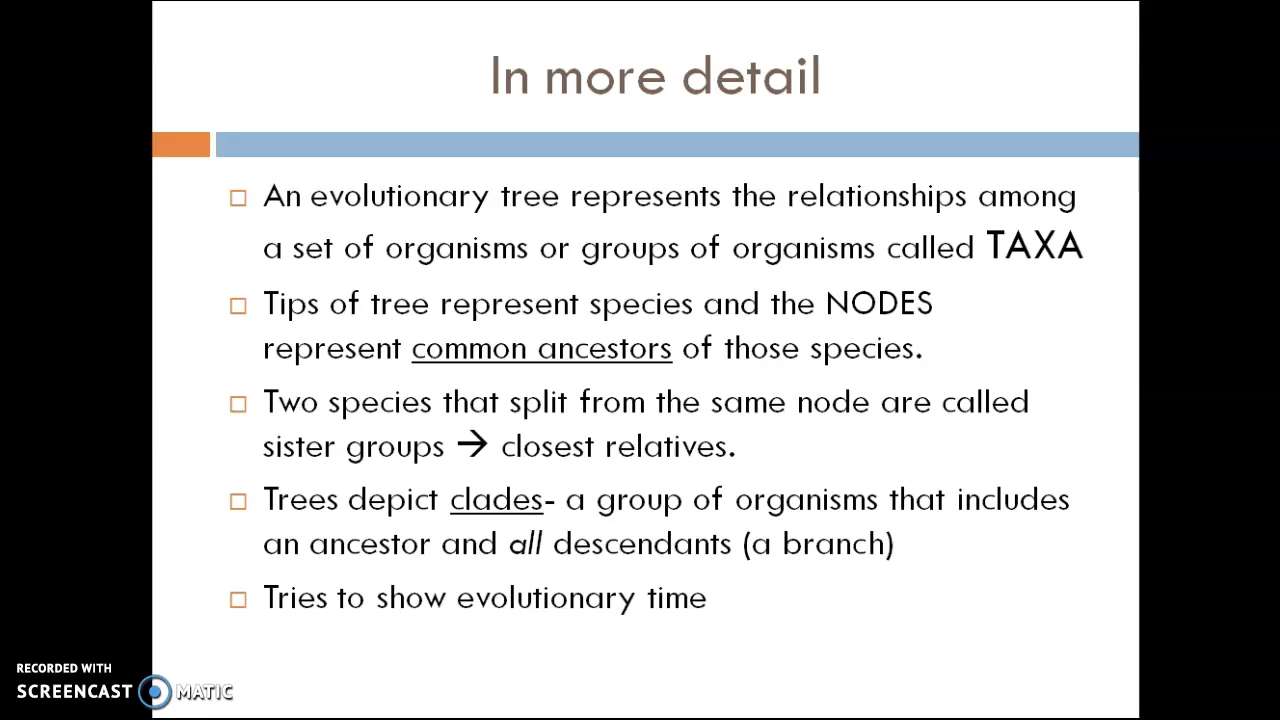 In more detail
An evolutionary tree represents the relationships among
a set of organisms or groups of organisms called TAXA
Tips of tree represent species and the NODES
represent common ancestors of those species.
Two species that split from the same node are called
sister groups → closest relatives.
Trees depict clades- a group of organisms that includes
an ancestor and all descendants (a branch)
Tries to show evolutionary time
RECORDED WITH
SCREENCAST MATIC